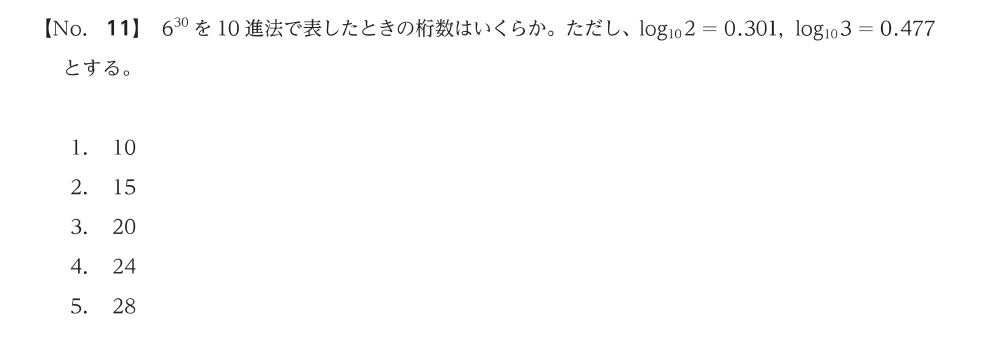 【No. 11】 6³⁰ を 10 進法で表したときの桁数はいくらか。ただし、log₁₀2 = 0.301, log₁₀3 = 0.477
とする。
1. 10
2. 15
3. 20
4. 24
5. 28